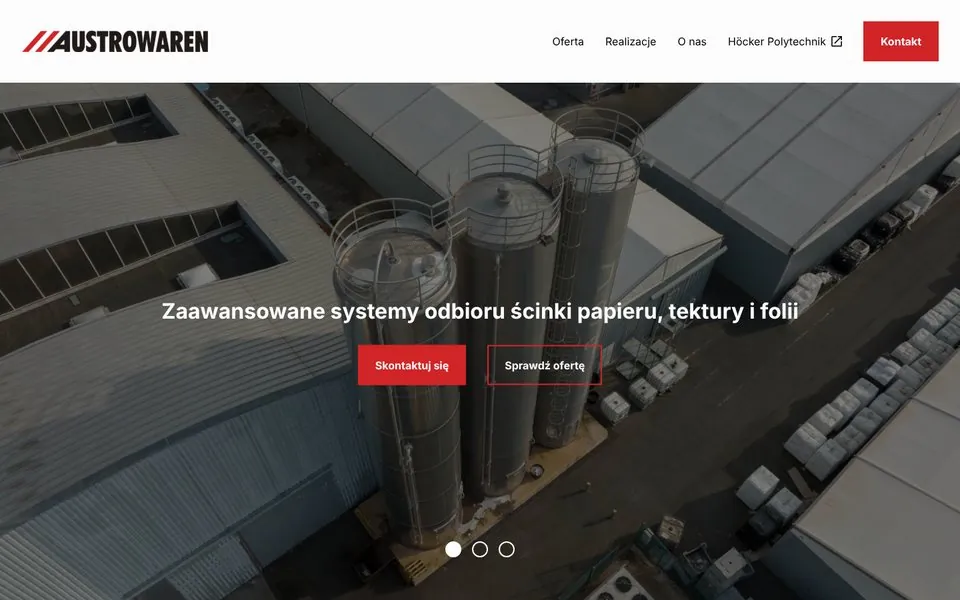 AUSTROWAREN
Oferta
Realizacje
O nas
Höcker Polytechnik
Kontakt
Zaawansowane systemy odbioru ścinki papieru, tektury i folii
Skontaktuj się
Sprawdź ofertę